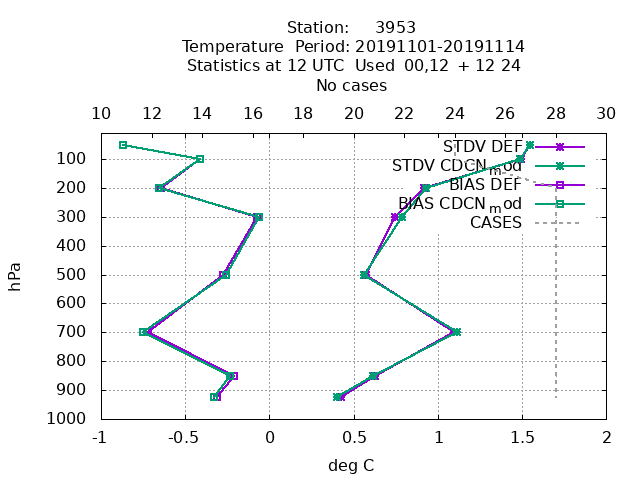 Station: 3953
Temperature Period: 20191101-20191114
Statistics at 12 UTC Used 00,12 + 12 24
No cases
10 12 14 16 18 20 22 24 26 28 30
STDV DEF
STDV CDCN_mod
BIAS DEF
BIAS CDCN_mod
CASES
100
200
300
400
500
600
700
800
900
1000
hPa
-1 -0.5 0 0.5 1 1.5 2
deg C